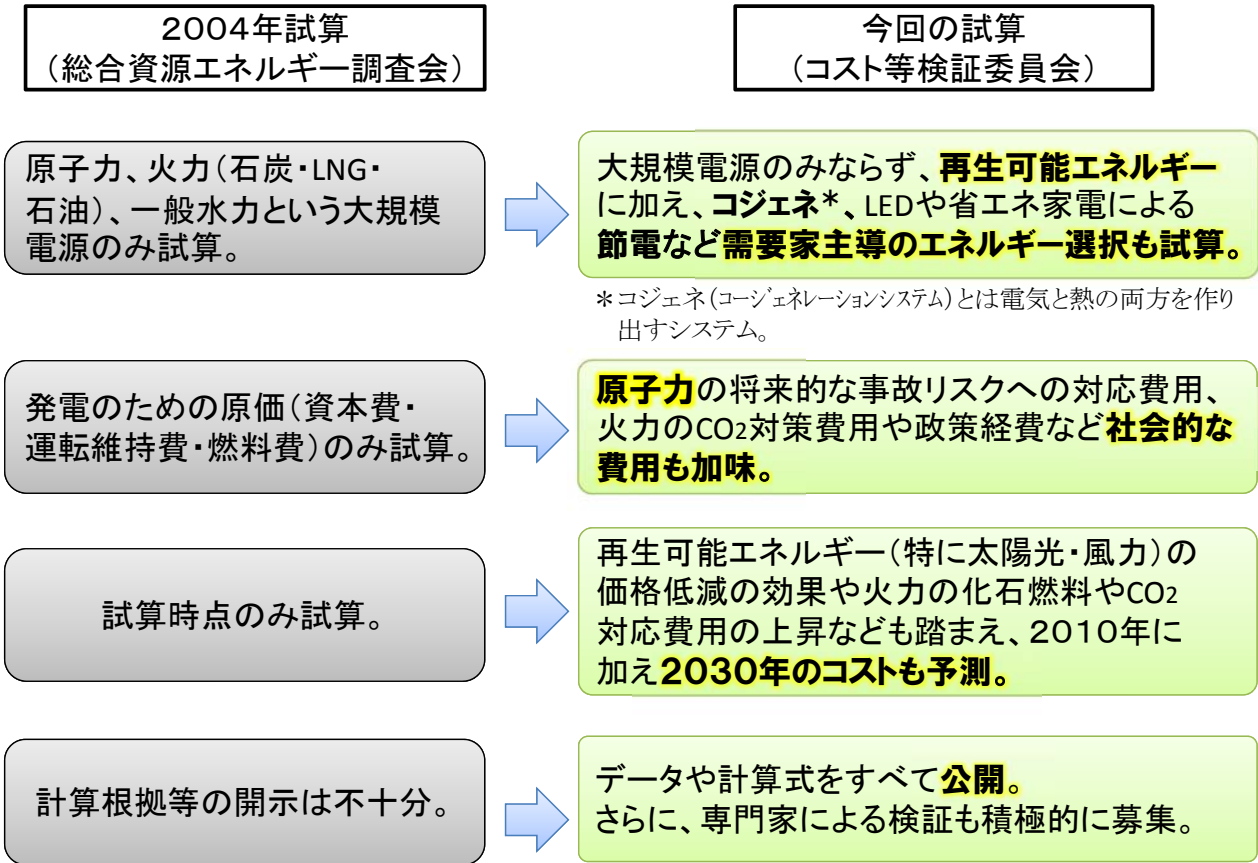 2004年試算
(総合資源エネルギー調査会)
今回の試算
(コスト等検証委員会)
原子力、火力(石炭・LNG・
石油)、一般水力という大規模
電源のみ試算。
大規模電源のみならず、再生可能エネルギー
に加え、コジェネ*、LEDや省エネ家電による
節電など需要家主導のエネルギー選択も試算。
*コジェネ(コージェネレーションシステム)とは電気と熱の両方を作り
出すシステム。
発電のための原価(資本費・
運転維持費・燃料費)のみ試算。
原子力の将来的な事故リスクへの対応費用、
火力のCO2対策費用や政策経費など社会的な
費用も加味。
試算時点のみ試算。
再生可能エネルギー(特に太陽光・風力)の
価格低減の効果や火力の化石燃料やCO2
対応費用の上昇なども踏まえ、2010年に
加え2030年のコストも予測。
計算根拠等の開示は不十分。
データや計算式をすべて公開。
さらに、専門家による検証も積極的に募集。